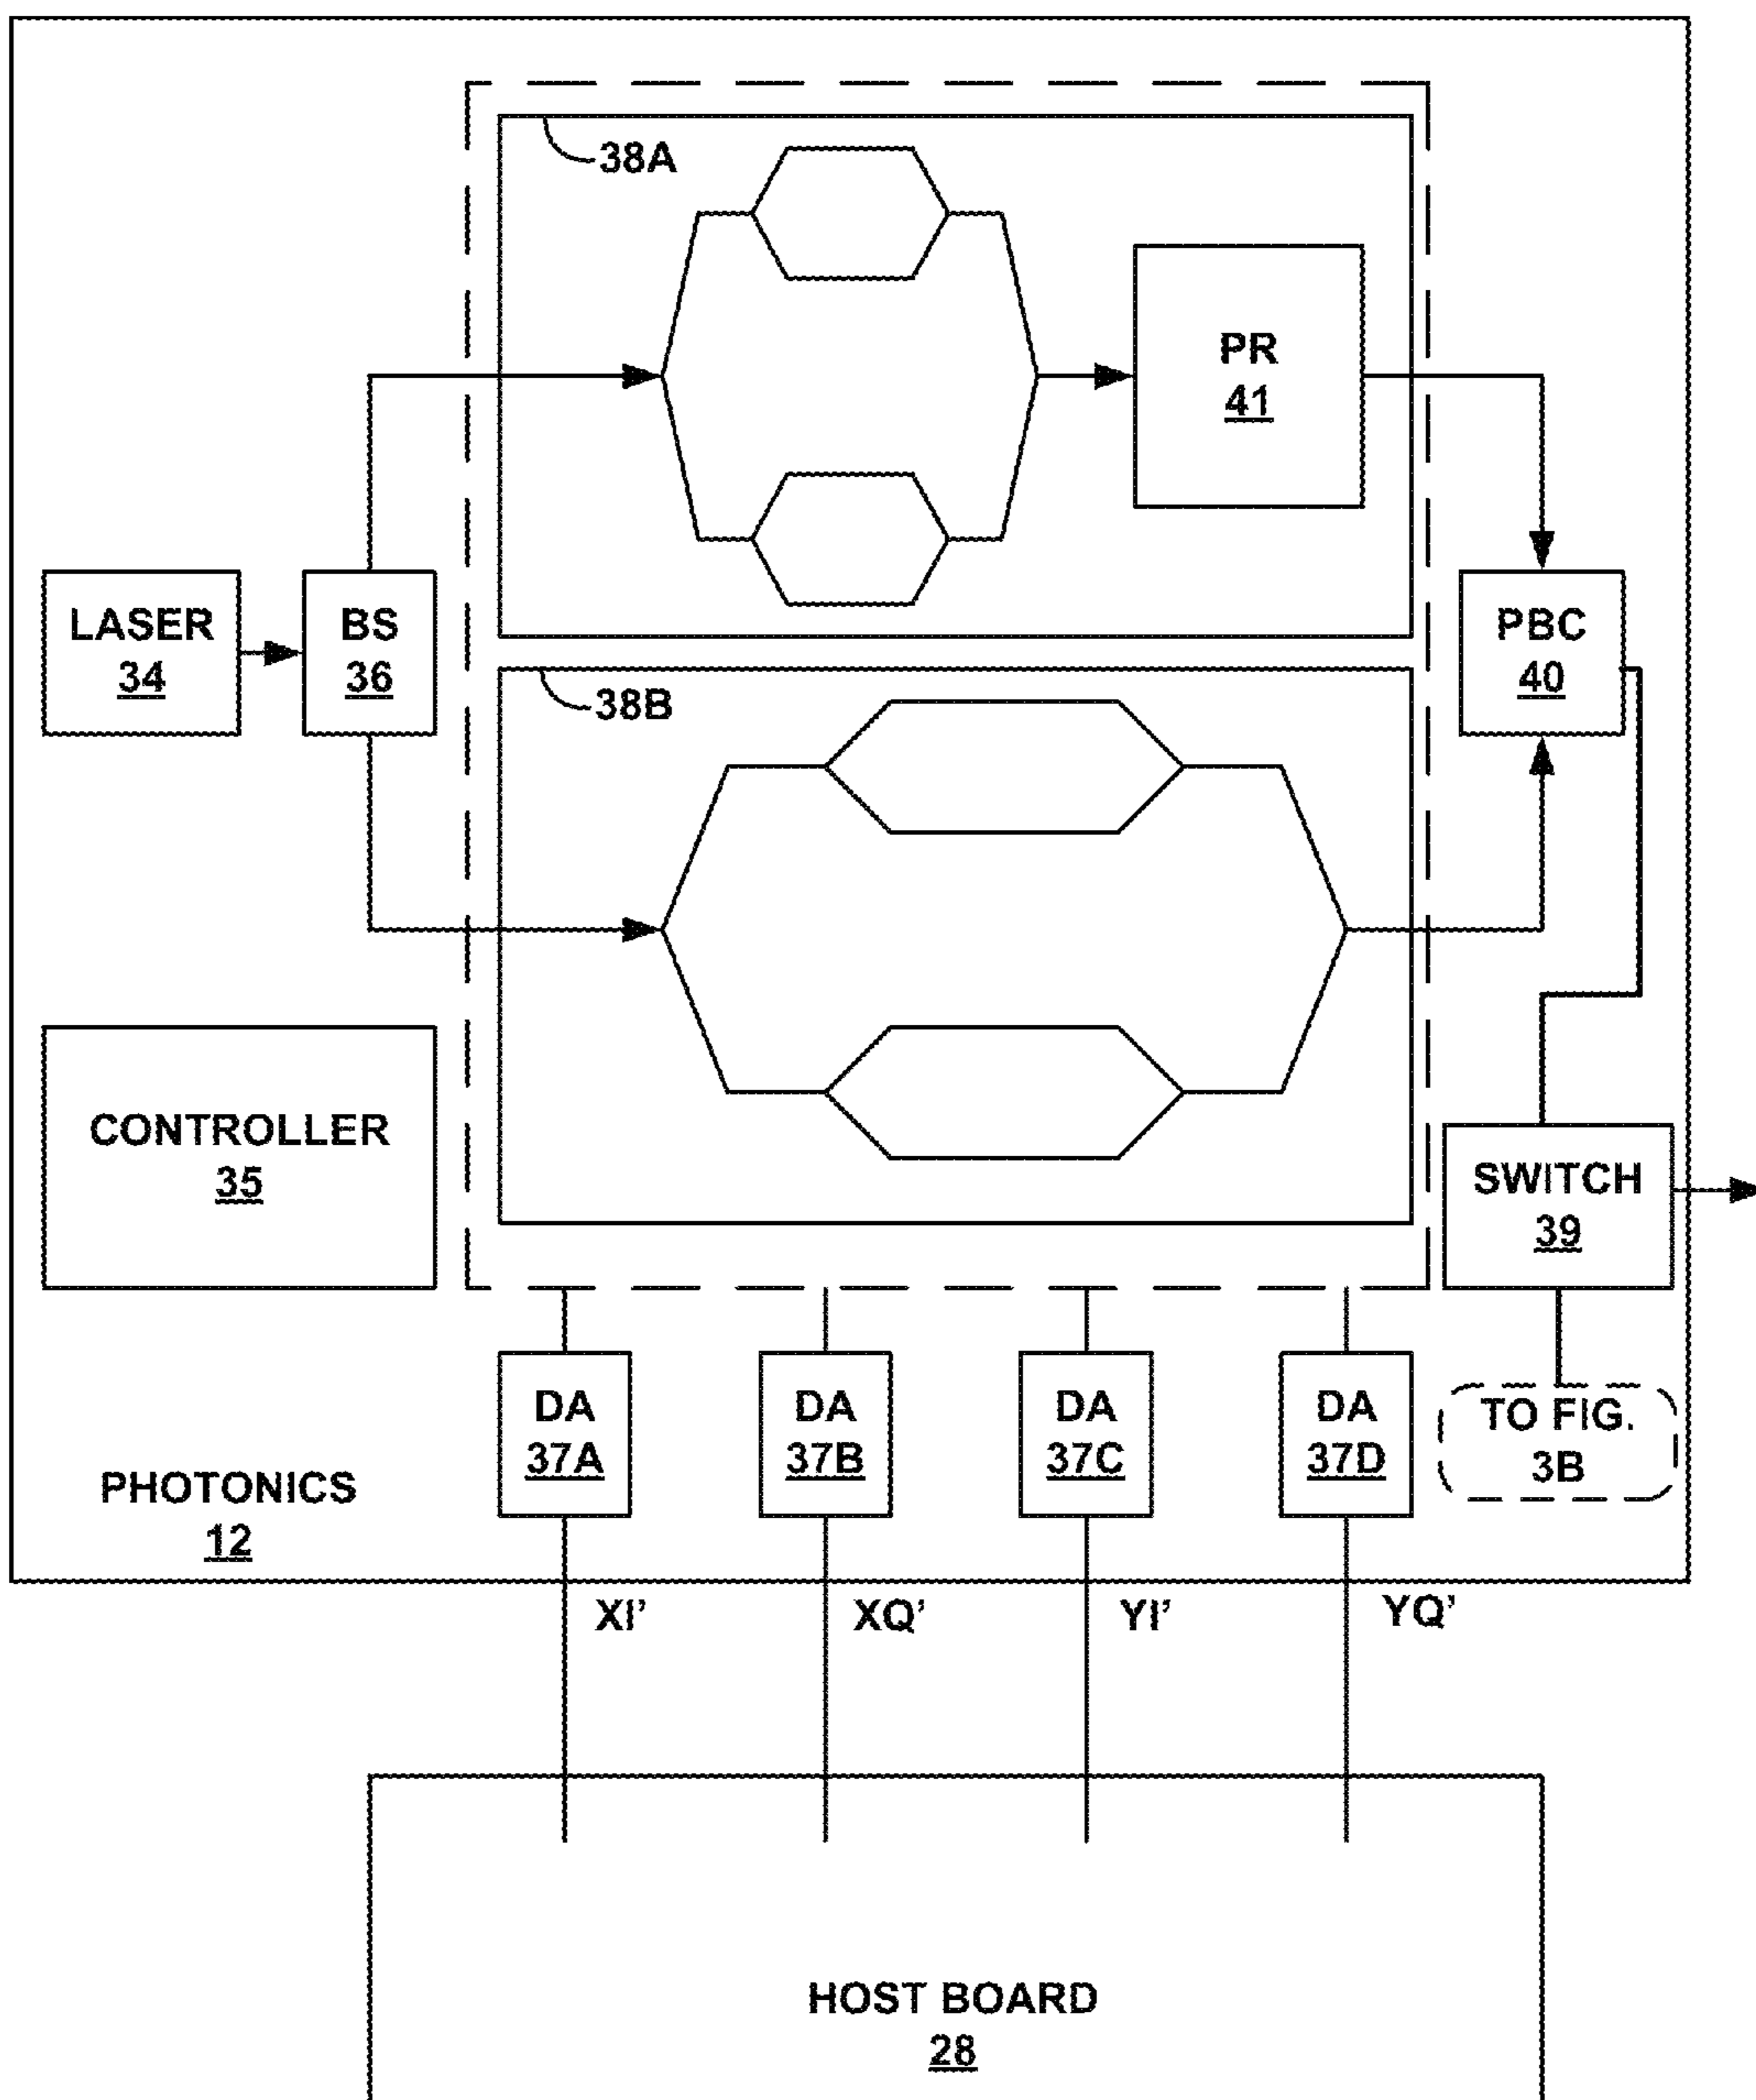 38A
PR
41
LASER
34
BS
36
PBC
40
38B
CONTROLLER
35
SWITCH
39
DA
37A
DA
37B
DA
37C
DA
37D
TO FIG.
3B
PHOTONICS
12
XI’
XQ’
YI’
YQ’
HOST BOARD
28